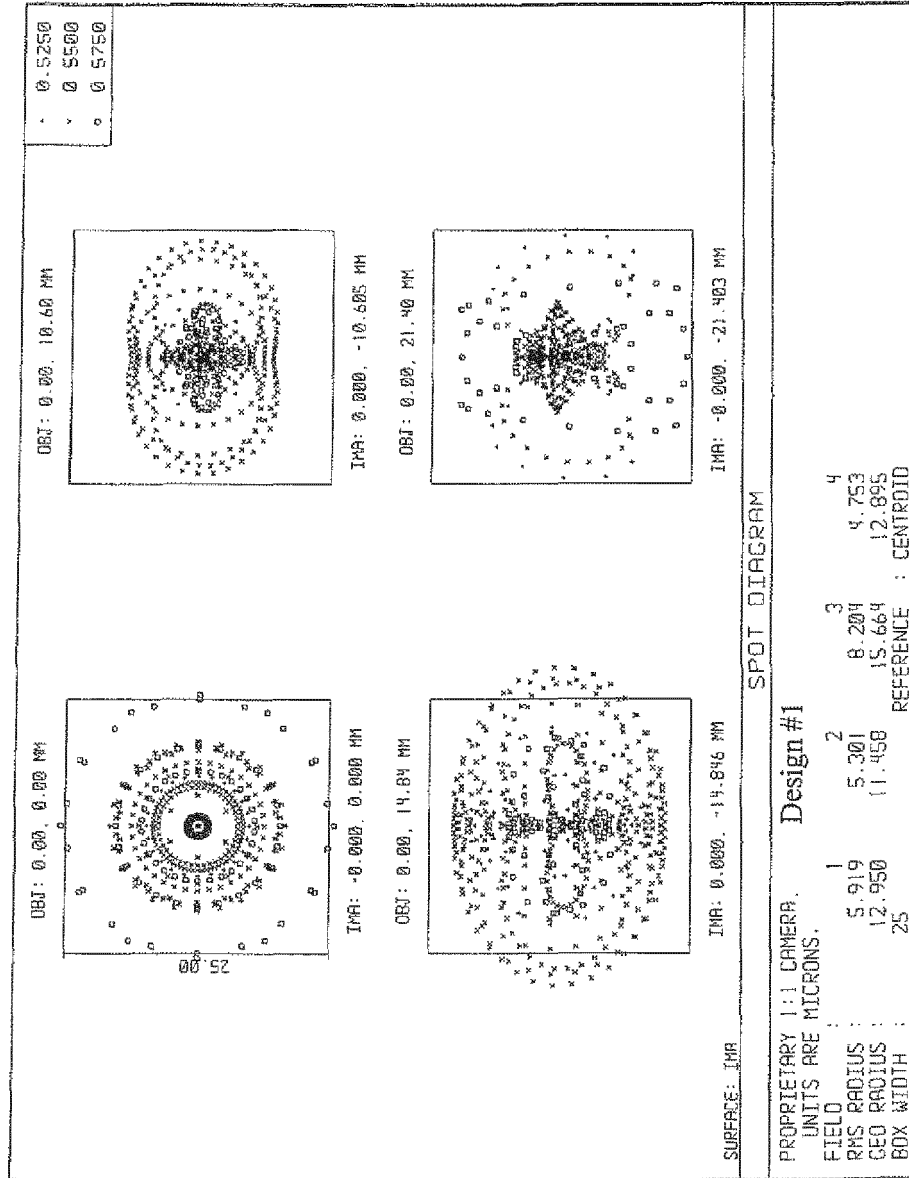 + 0.5250
× 0.5500
□ 0.5750
OBJ: 0.00, 0.00 MM
OBJ: 0.00, 10.60 MM
25.00
IMA: -0.000, 0.000 MM
IMA: 0.000, -10.605 MM
OBJ: 0.00, 14.84 MM
OBJ: 0.00, 21.40 MM
IMA: 0.000, -14.846 MM
IMA: -0.000, -21.403 MM
SURFACE: IMA
SPOT DIAGRAM
PROPRIETARY 1:1 CAMERA. Design #1
UNITS ARE MICRONS.
FIELD : 1 2 3 4
RMS RADIUS : 5.919 5.301 8.204 4.753
GEO RADIUS : 12.950 11.458 15.664 12.895
BOX WIDTH : 25 REFERENCE : CENTROID